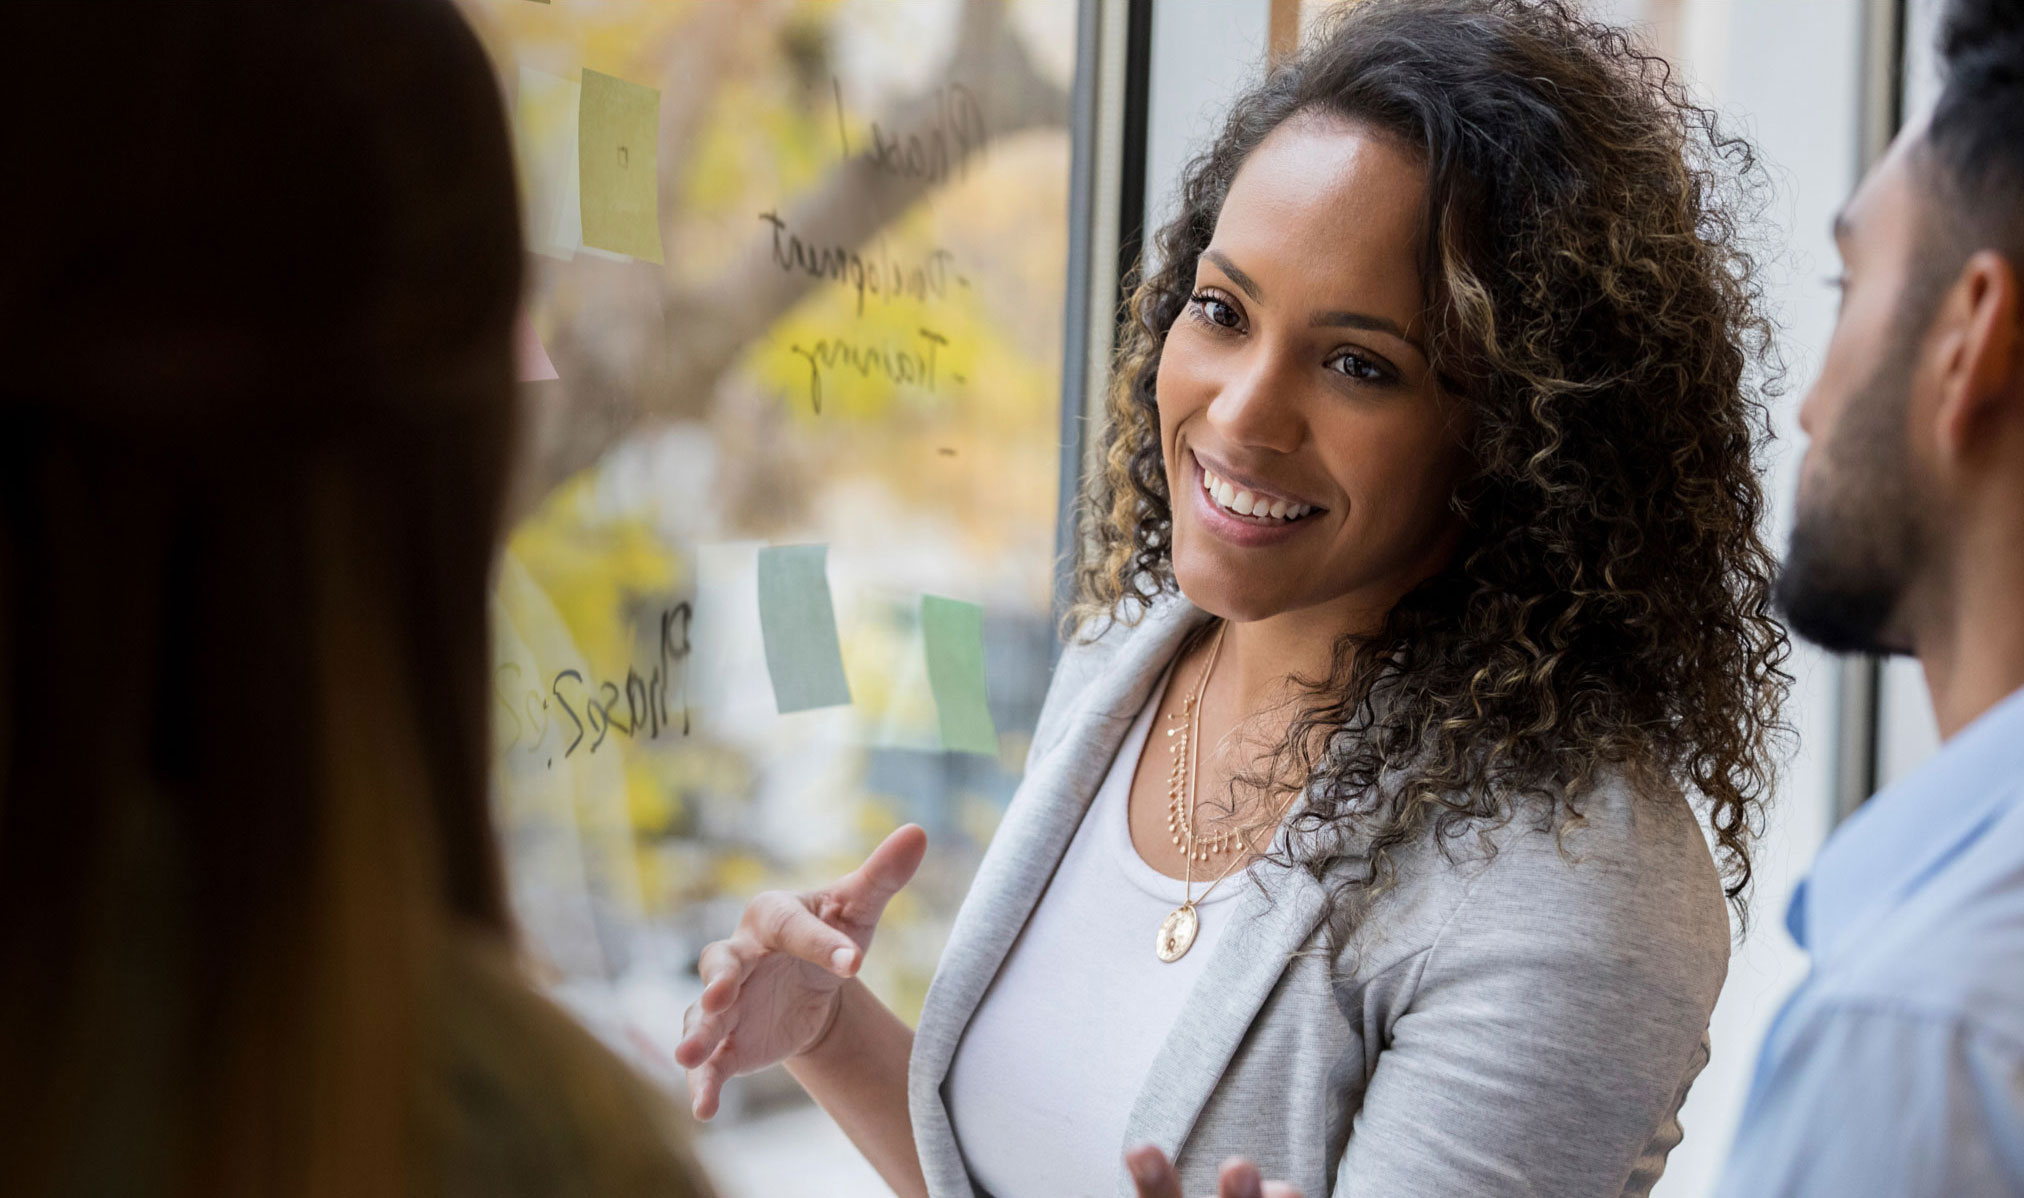 Phase 1
- Development
- Training
-
Phase 2: